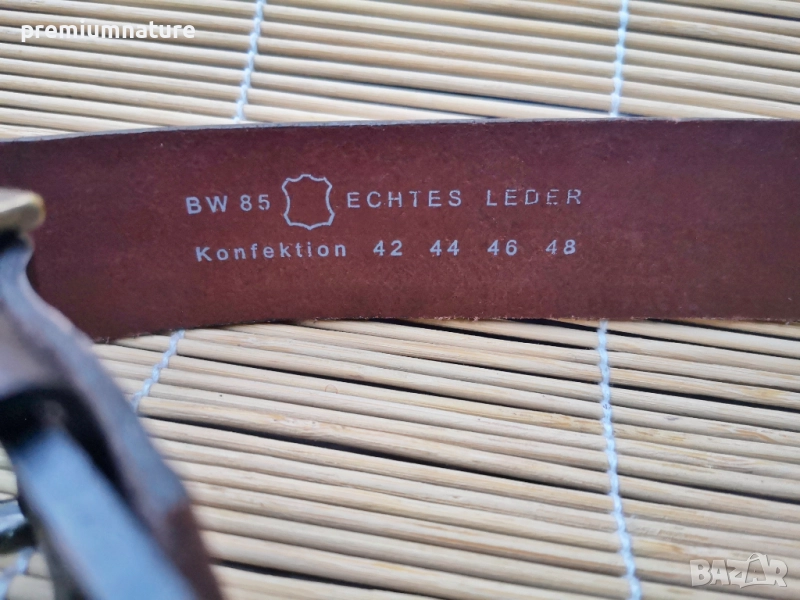 premiumnature
BW 85 ECHTES LEDER
Konfektion 42 44 46 48
BAZAR